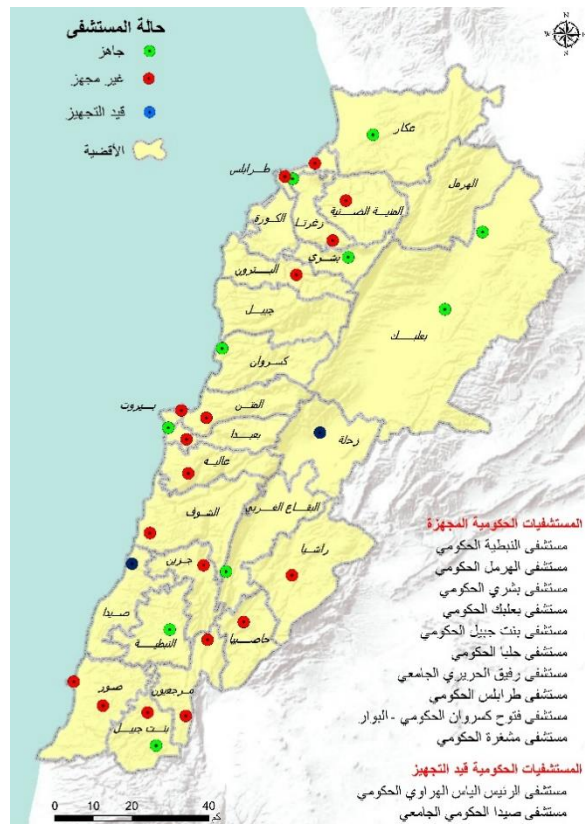 حالة المستشفى
جاهز
غير مجهز
قيد التجهيز
الأقضية
N
E
S
W
عكار
طرابلس
الهرمل
المنية الضنية
زغرتا
الكورة
بشري
البترون
بعلبك
جبيل
كسروان
المتن
بيروت
بعبدا
زحلة
عاليه
الشوف
البقاع الغربي
راشيا
جزين
صيدا
النبطية
حاصبيا
مرجعيون
صور
بنت جبيل
المستشفيات الحكومية المجهزة
مستشفى النبطية الحكومي
مستشفى الهرمل الحكومي
مستشفى بشري الحكومي
مستشفى بعلبك الحكومي
مستشفى بنت جبيل الحكومي
مستشفى حلبا الحكومي
مستشفى رفيق الحريري الجامعي
مستشفى طرابلس الحكومي
مستشفى فتوح كسروان الحكومي - البوار
مستشفى مشغرة الحكومي
المستشفيات الحكومية قيد التجهيز
مستشفى الرئيس الياس الهراوي الحكومي
مستشفى صيدا الحكومي الجامعي
0 10 20 40
كم